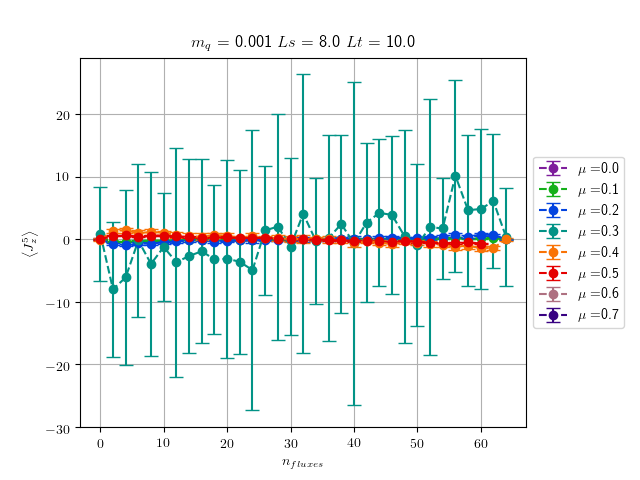 m_q = 0.001 Ls = 8.0 Lt = 10.0
⟨J_z^5⟩
20
10
0
−10
−20
−30
0 10 20 30 40 50 60
n_{fluxes}
μ =0.0
μ =0.1
μ =0.2
μ =0.3
μ =0.4
μ =0.5
μ =0.6
μ =0.7